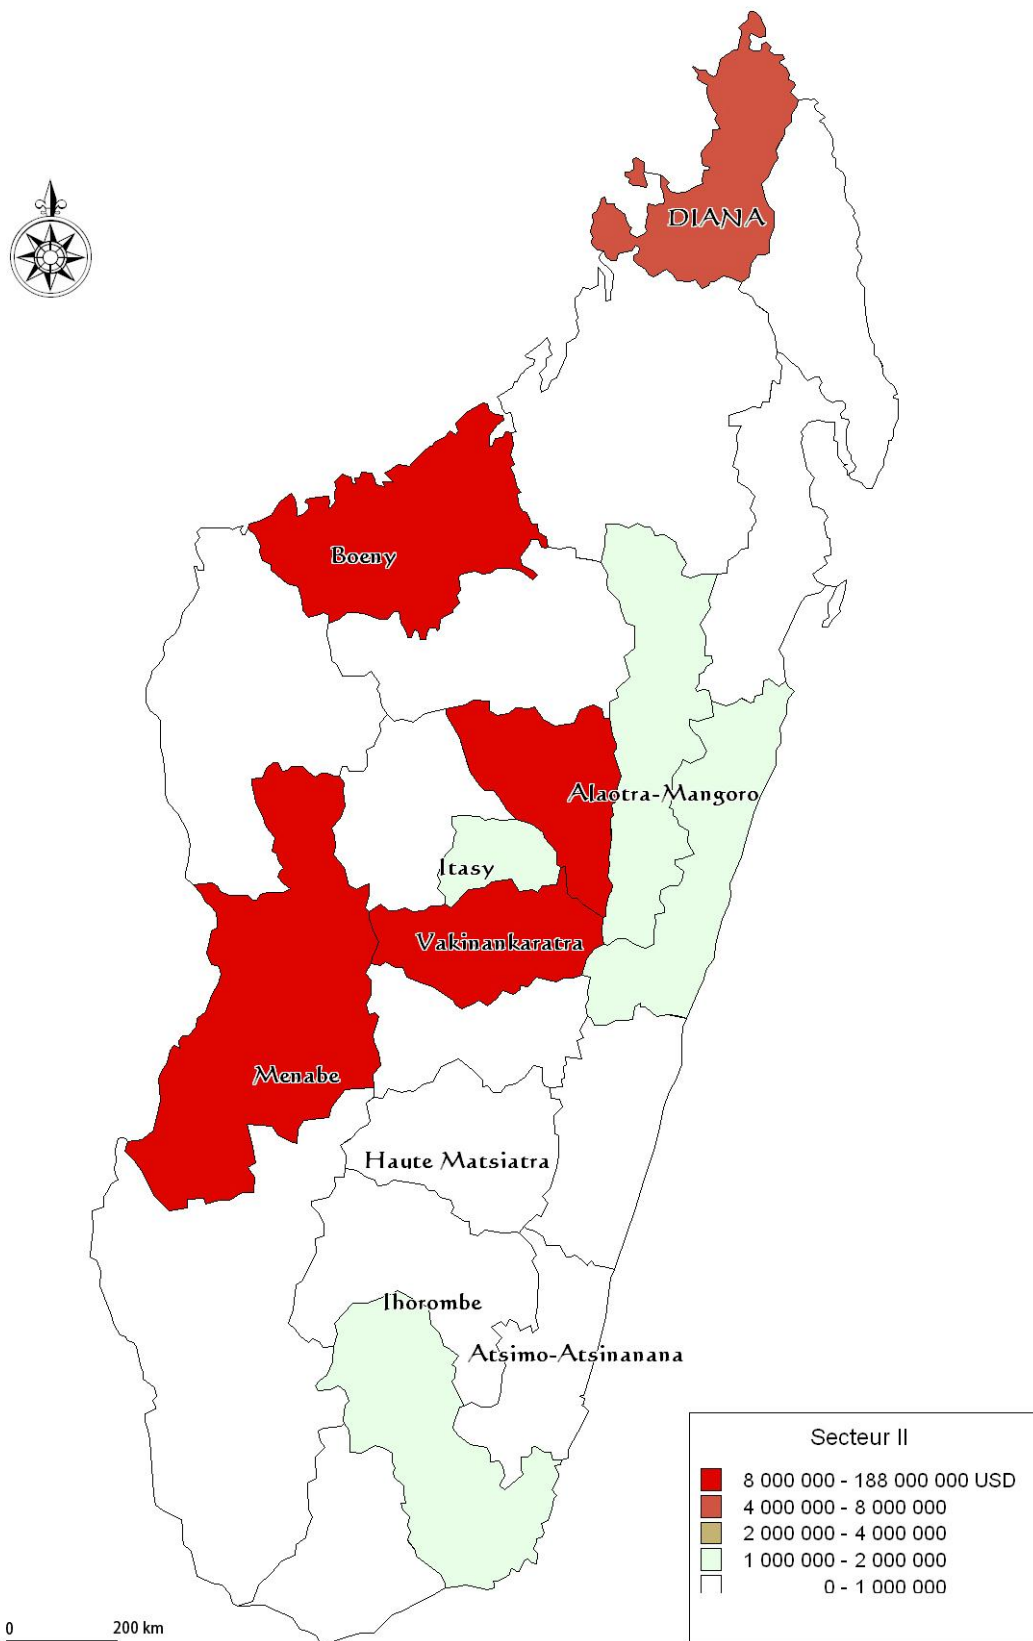 DIANA
Boeny
Alaotra-Mangoro
Itasy
Vakinankaratra
Menabe
Haute Matsiatra
Ihorombe
Atsimo-Atsinanana
Secteur II
8 000 000 - 188 000 000 USD
4 000 000 - 8 000 000
2 000 000 - 4 000 000
1 000 000 - 2 000 000
0 - 1 000 000
0 200 km